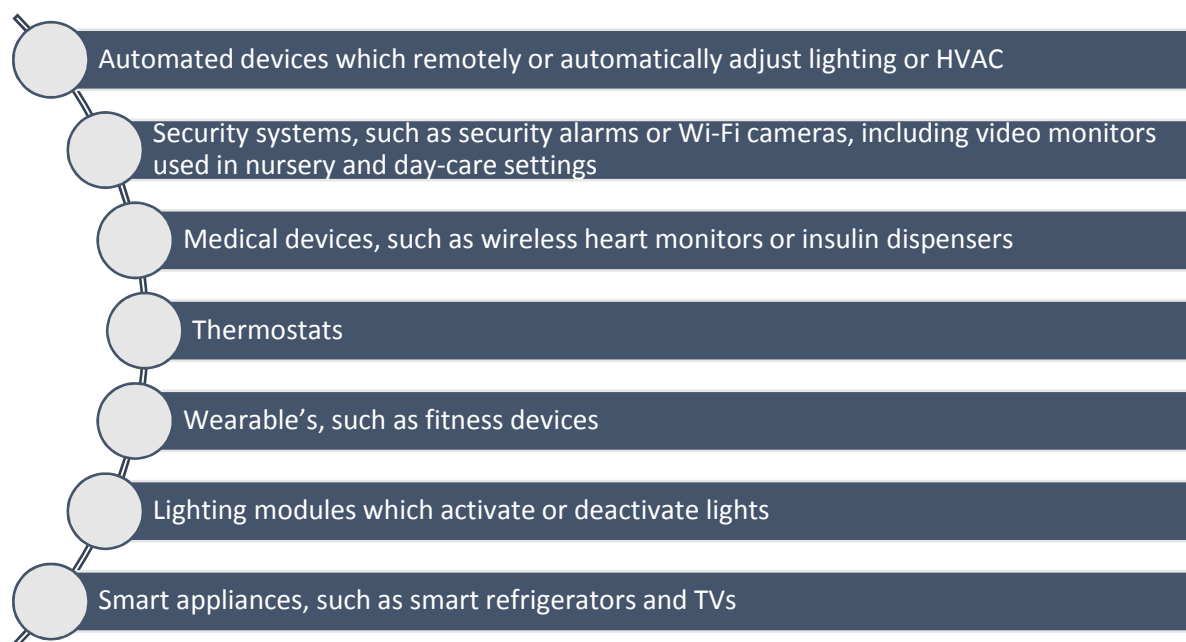 Automated devices which remotely or automatically adjust lighting or HVAC
Security systems, such as security alarms or Wi-Fi cameras, including video monitors
used in nursery and day-care settings
Medical devices, such as wireless heart monitors or insulin dispensers
Thermostats
Wearable’s, such as fitness devices
Lighting modules which activate or deactivate lights
Smart appliances, such as smart refrigerators and TVs